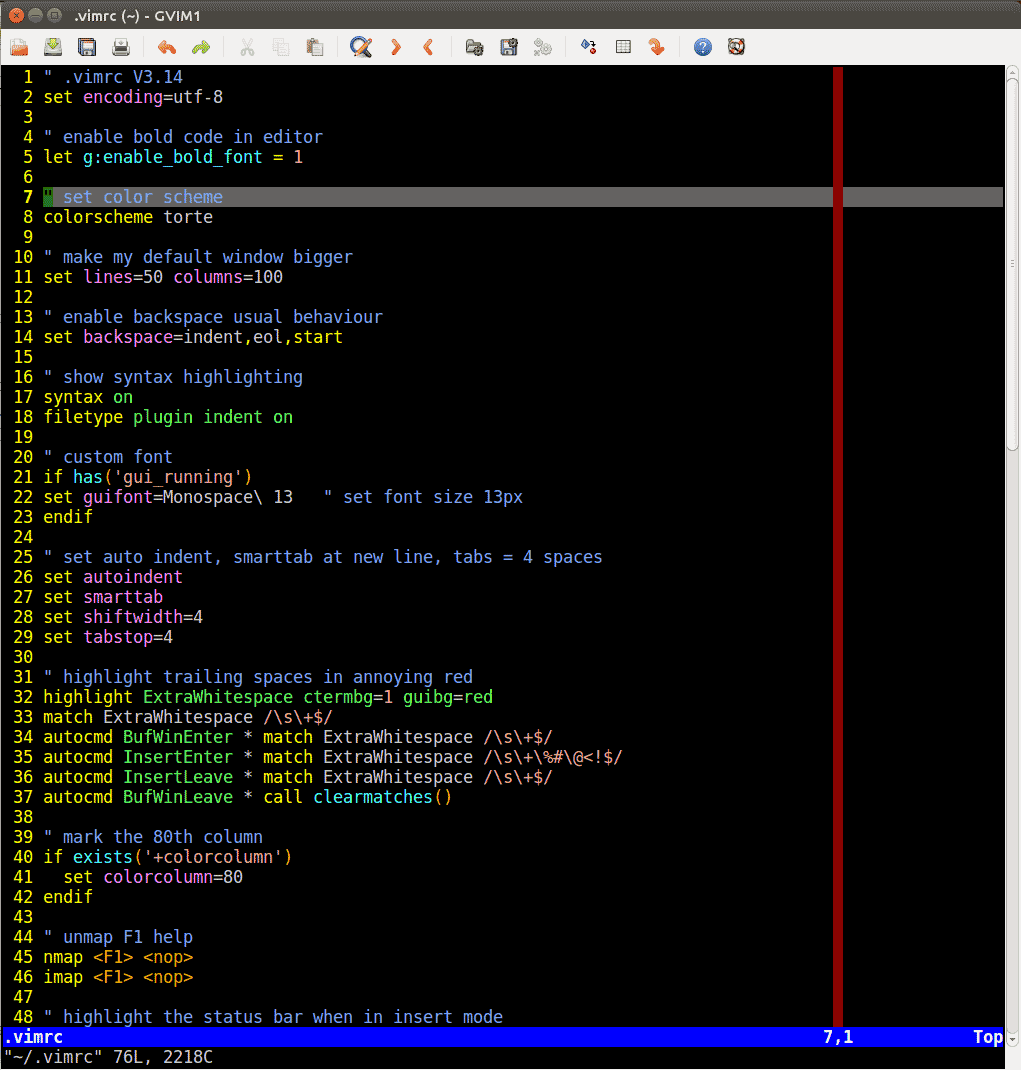 .vimrc (~) - GVIM1
1 " .vimrc V3.14
2 set encoding=utf-8
3
4 " enable bold code in editor
5 let g:enable_bold_font = 1
6
7 " set color scheme
8 colorscheme torte
9
10 " make my default window bigger
11 set lines=50 columns=100
12
13 " enable backspace usual behaviour
14 set backspace=indent,eol,start
15
16 " show syntax highlighting
17 syntax on
18 filetype plugin indent on
19
20 " custom font
21 if has('gui_running')
22 set guifont=Monospace\ 13   " set font size 13px
23 endif
24
25 " set auto indent, smarttab at new line, tabs = 4 spaces
26 set autoindent
27 set smarttab
28 set shiftwidth=4
29 set tabstop=4
30
31 " highlight trailing spaces in annoying red
32 highlight ExtraWhitespace ctermbg=1 guibg=red
33 match ExtraWhitespace /\s\+$/
34 autocmd BufWinEnter * match ExtraWhitespace /\s\+$/
35 autocmd InsertEnter * match ExtraWhitespace /\s\+\%#\@<!$/
36 autocmd InsertLeave * match ExtraWhitespace /\s\+$/
37 autocmd BufWinLeave * call clearmatches()
38
39 " mark the 80th column
40 if exists('+colorcolumn')
41   set colorcolumn=80
42 endif
43
44 " unmap F1 help
45 nmap <F1> <nop>
46 imap <F1> <nop>
47
48 " highlight the status bar when in insert mode
.vimrc 7,1 Top
"~/.vimrc" 76L, 2218C